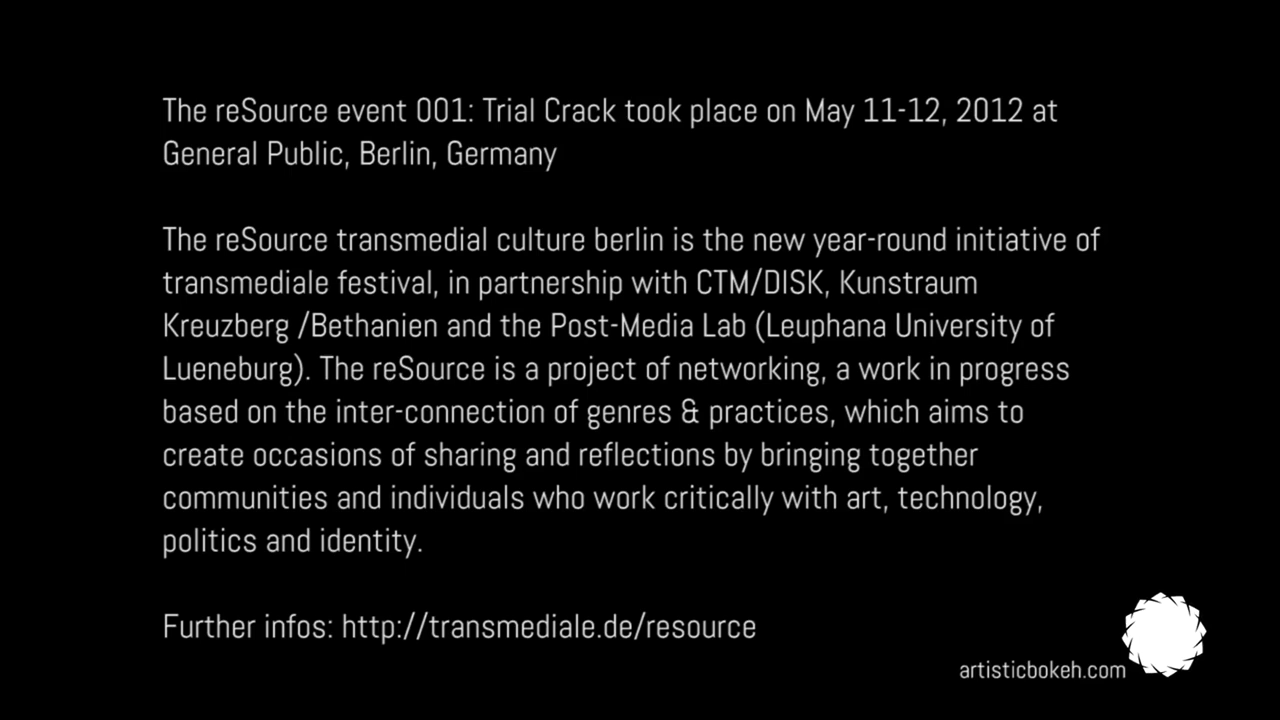 The reSource event 001: Trial Crack took place on May 11-12, 2012 at
General Public, Berlin, Germany
The reSource transmedial culture berlin is the new year-round initiative of
transmediale festival, in partnership with CTM/DISK, Kunstraum
Kreuzberg /Bethanien and the Post-Media Lab (Leuphana University of
Lueneburg). The reSource is a project of networking, a work in progress
based on the inter-connection of genres & practices, which aims to
create occasions of sharing and reflections by bringing together
communities and individuals who work critically with art, technology,
politics and identity.
Further infos: http://transmediale.de/resource
artisticbokeh.com